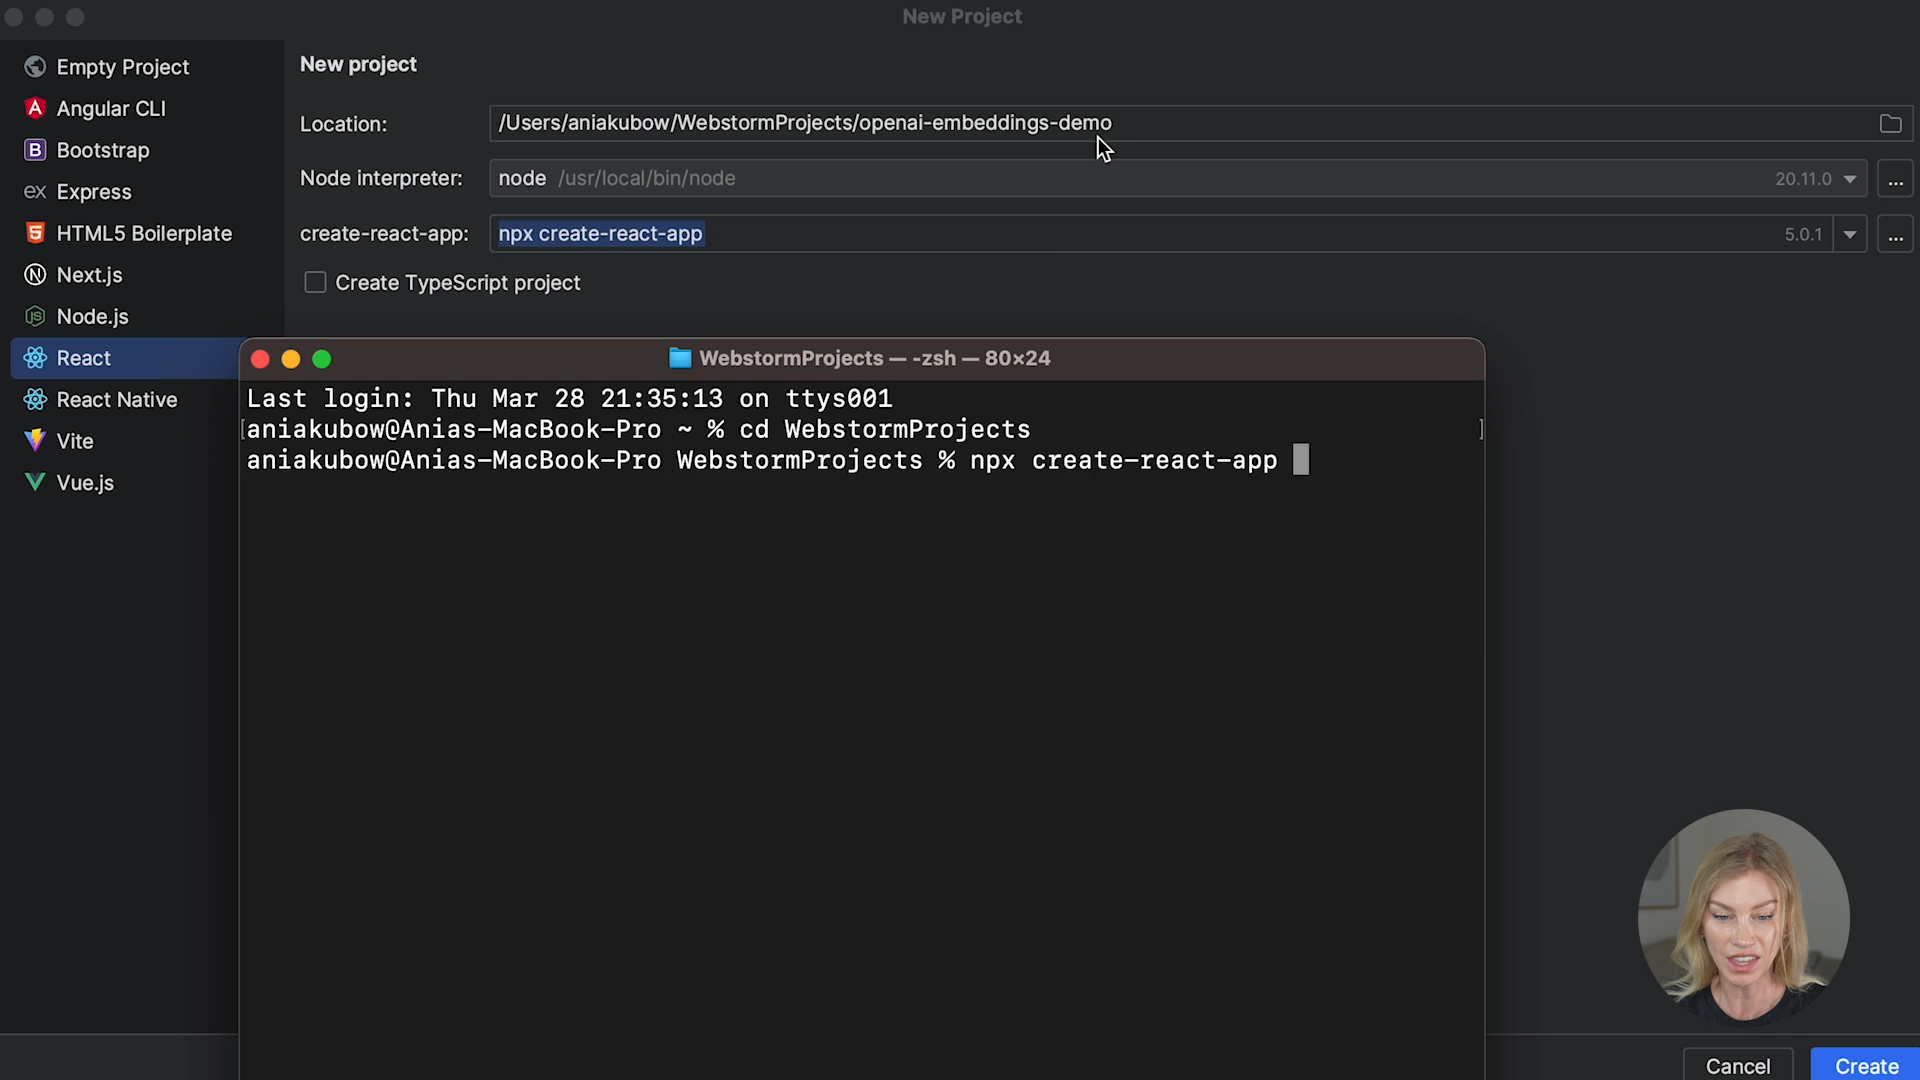 New Project
Empty Project
Angular CLI
Bootstrap
Express
HTML5 Boilerplate
Next.js
Node.js
React
React Native
Vite
Vue.js
New project
Location: /Users/aniakubow/WebstormProjects/openai-embeddings-demo
Node interpreter: node /usr/local/bin/node 20.11.0 ...
create-react-app: npx create-react-app 5.0.1 ...
Create TypeScript project
WebstormProjects — -zsh — 80×24
Last login: Thu Mar 28 21:35:13 on ttys001
[aniakubow@Anias-MacBook-Pro ~ % cd WebstormProjects ]
aniakubow@Anias-MacBook-Pro WebstormProjects % npx create-react-app
Cancel
Create